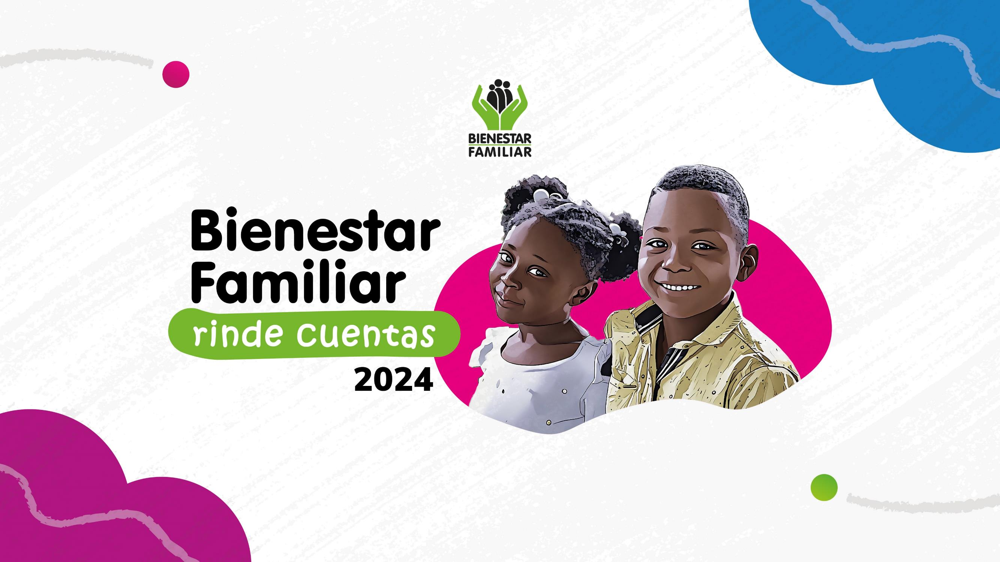 BIENESTAR
FAMILIAR
Bienestar
Familiar
rinde cuentas
2024